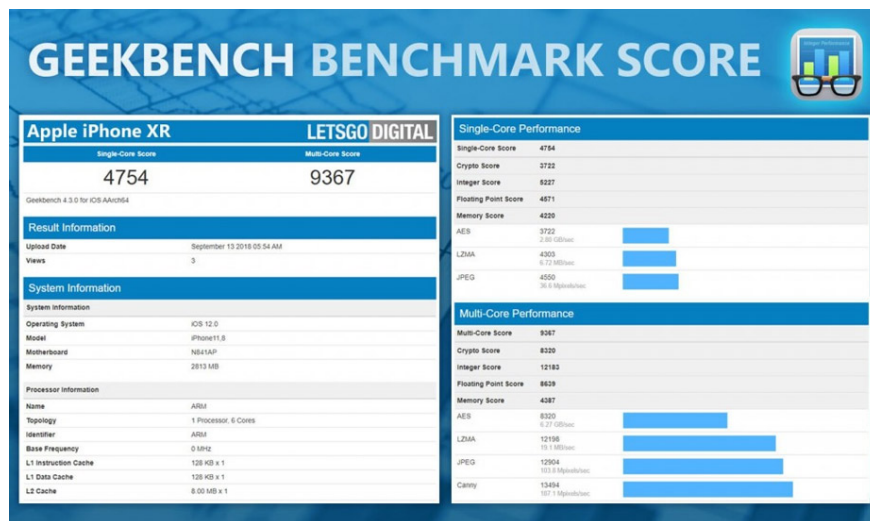 GEEKBENCH BENCHMARK SCORE
Apple iPhone XR LETSGO DIGITAL
Single-Core Score Multi-Core Score
4754 9367
Geekbench 4.3.0 for iOS AArch64
Result Information
Upload Date September 13 2018 05:54 AM
Views 3
System Information
System Information
Operating System iOS 12.0
Model iPhone11,8
Motherboard N841AP
Memory 2813 MB
Processor Information
Name ARM
Topology 1 Processor, 6 Cores
Identifier ARM
Base Frequency 0 MHz
L1 Instruction Cache 128 KB x 1
L1 Data Cache 128 KB x 1
L2 Cache 8.00 MB x 1
Single-Core Performance
Single-Core Score 4754
Crypto Score 3722
Integer Score 5227
Floating Point Score 4571
Memory Score 4220
AES 3722
2.80 GB/sec
LZMA 4303
6.72 MB/sec
JPEG 4550
36.6 Mpixels/sec
Multi-Core Performance
Multi-Core Score 9367
Crypto Score 8320
Integer Score 12183
Floating Point Score 8639
Memory Score 4387
AES 8320
6.27 GB/sec
LZMA 12198
19.1 MB/sec
JPEG 12904
103.8 Mpixels/sec
Canny 13494
187.1 Mpixels/sec